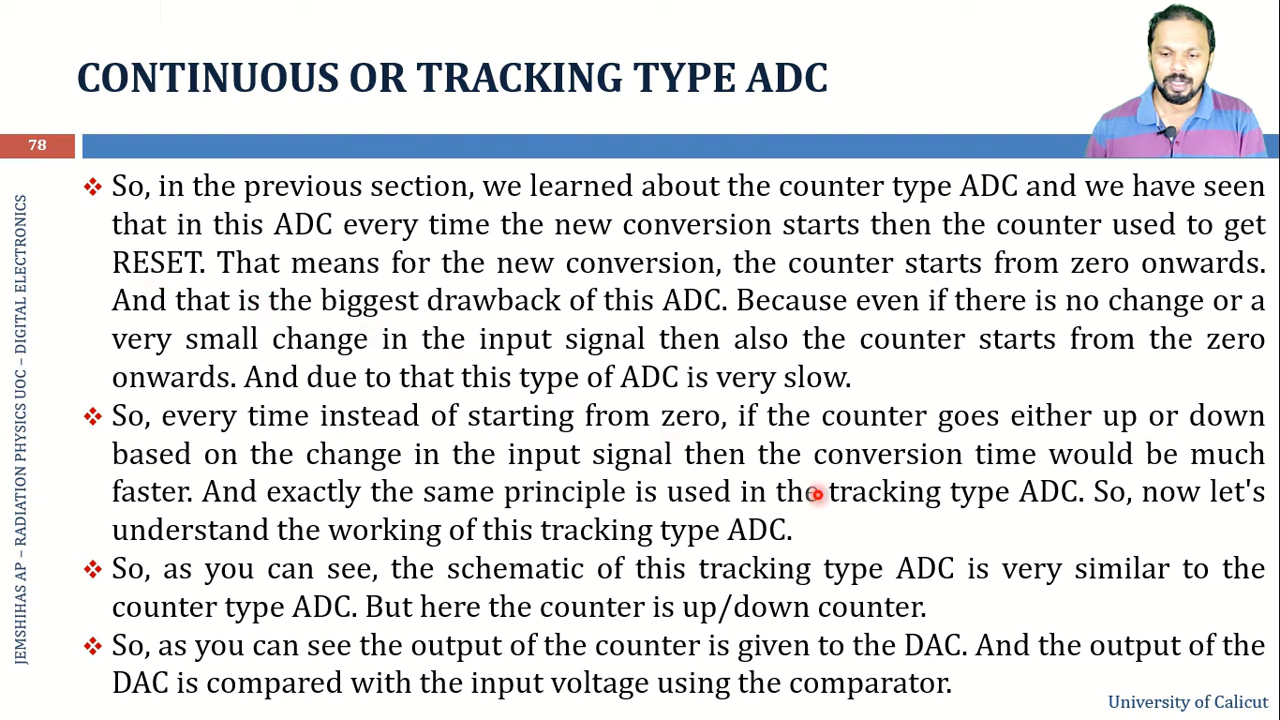 CONTINUOUS OR TRACKING TYPE ADC
78
So, in the previous section, we learned about the counter type ADC and we have seen
that in this ADC every time the new conversion starts then the counter used to get
RESET. That means for the new conversion, the counter starts from zero onwards.
And that is the biggest drawback of this ADC. Because even if there is no change or a
very small change in the input signal then also the counter starts from the zero
onwards. And due to that this type of ADC is very slow.
So, every time instead of starting from zero, if the counter goes either up or down
based on the change in the input signal then the conversion time would be much
faster. And exactly the same principle is used in the tracking type ADC. So, now let's
understand the working of this tracking type ADC.
So, as you can see, the schematic of this tracking type ADC is very similar to the
counter type ADC. But here the counter is up/down counter.
So, as you can see the output of the counter is given to the DAC. And the output of the
DAC is compared with the input voltage using the comparator.
JEMSHIHAS AP – RADIATION PHYSICS UOC – DIGITAL ELECTRONICS
University of Calicut